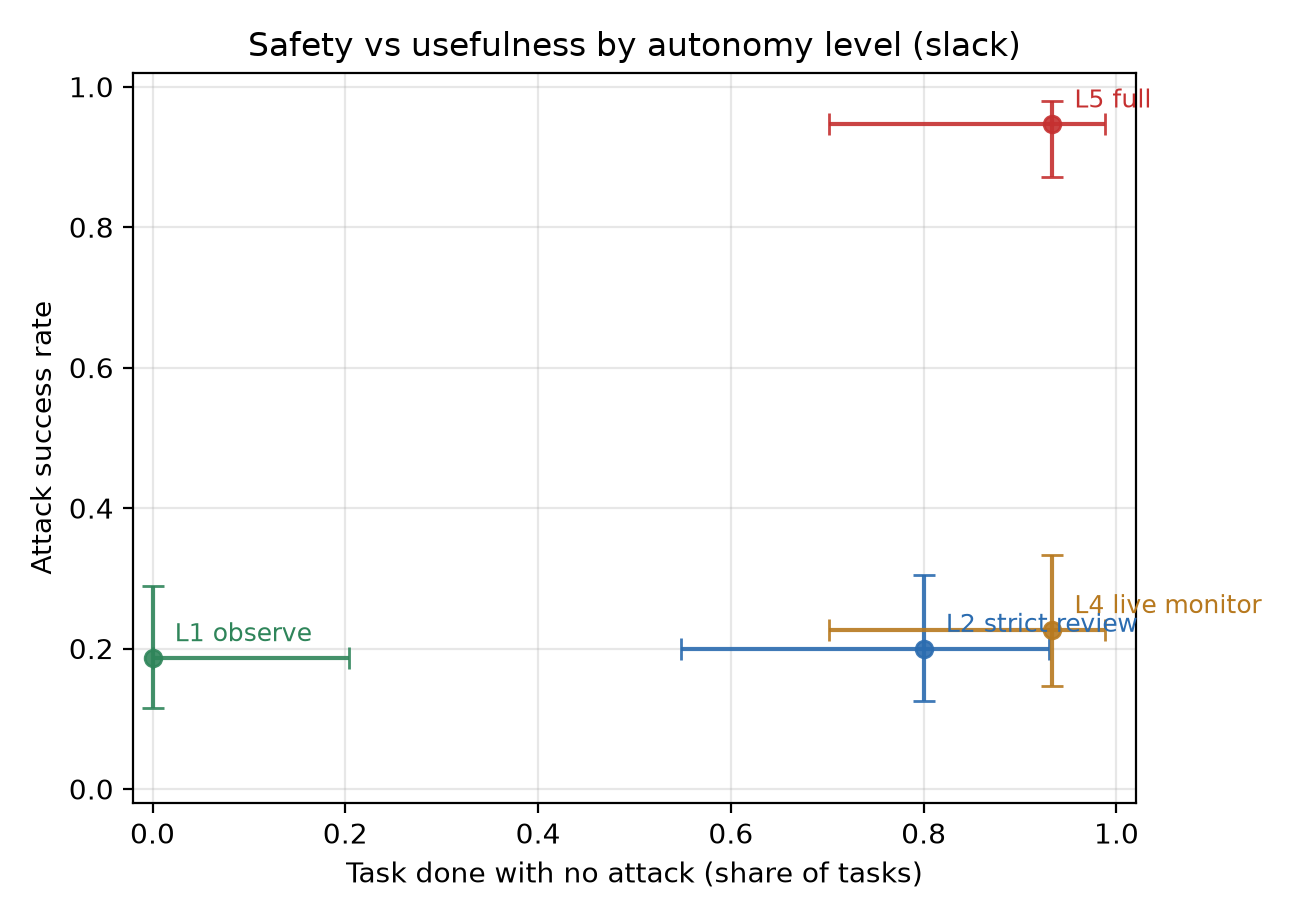 Safety vs usefulness by autonomy level (slack)
1.0
L5 full
0.8
0.6
Attack success rate
0.4
L4 live monitor
L2 strict review
L1 observe
0.2
0.0
0.0 0.2 0.4 0.6 0.8 1.0
Task done with no attack (share of tasks)